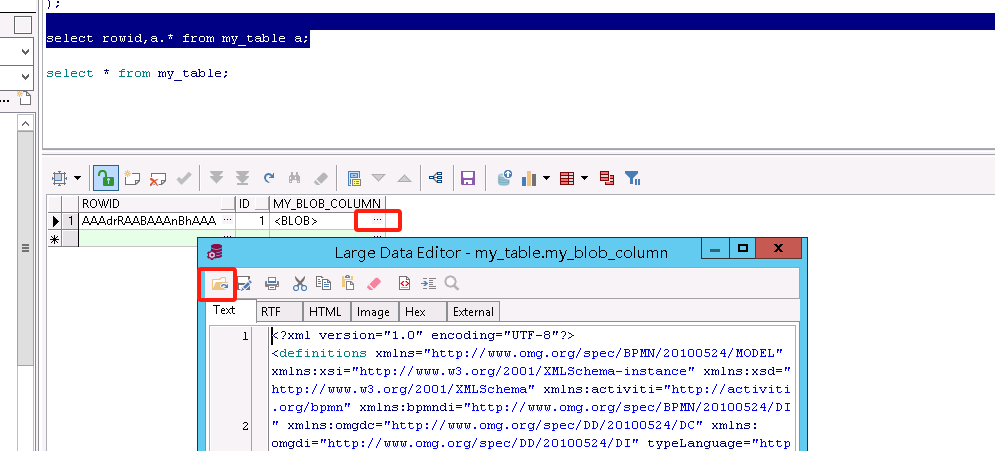 );
select rowid,a.* from my_table a;
select * from my_table;
ROWID ID MY_BLOB_COLUMN
1 AAAdrRAABAAAnBhAAA ... 1 <BLOB> ...
Large Data Editor - my_table.my_blob_column
Text RTF HTML Image Hex External
1 <?xml version="1.0" encoding="UTF-8"?>
<definitions xmlns="http://www.omg.org/spec/BPMN/20100524/MODEL"
xmlns:xsi="http://www.w3.org/2001/XMLSchema-instance" xmlns:xsd="
http://www.w3.org/2001/XMLSchema" xmlns:activiti="http://activiti
.org/bpmn" xmlns:bpmndi="http://www.omg.org/spec/BPMN/20100524/DI
2 " xmlns:omgdc="http://www.omg.org/spec/DD/20100524/DC" xmlns:
omgdi="http://www.omg.org/spec/DD/20100524/DI" typeLanguage="http